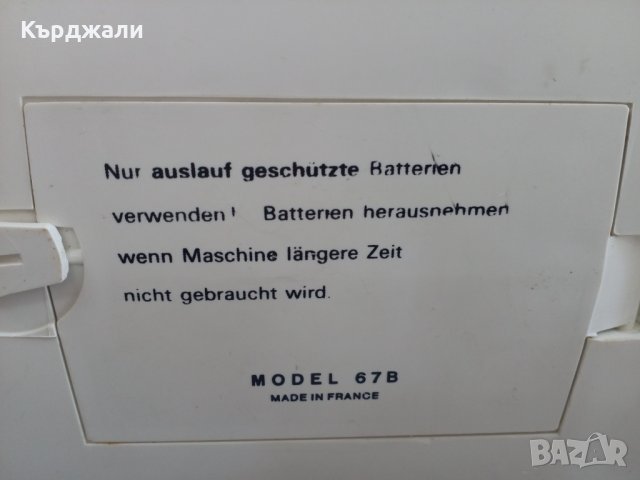 Кърджали
Nur auslauf geschützte Batterien
verwenden! Batterien herausnehmen
wenn Maschine längere Zeit
nicht gebraucht wird.
MODEL 67B
MADE IN FRANCE
BAZAR